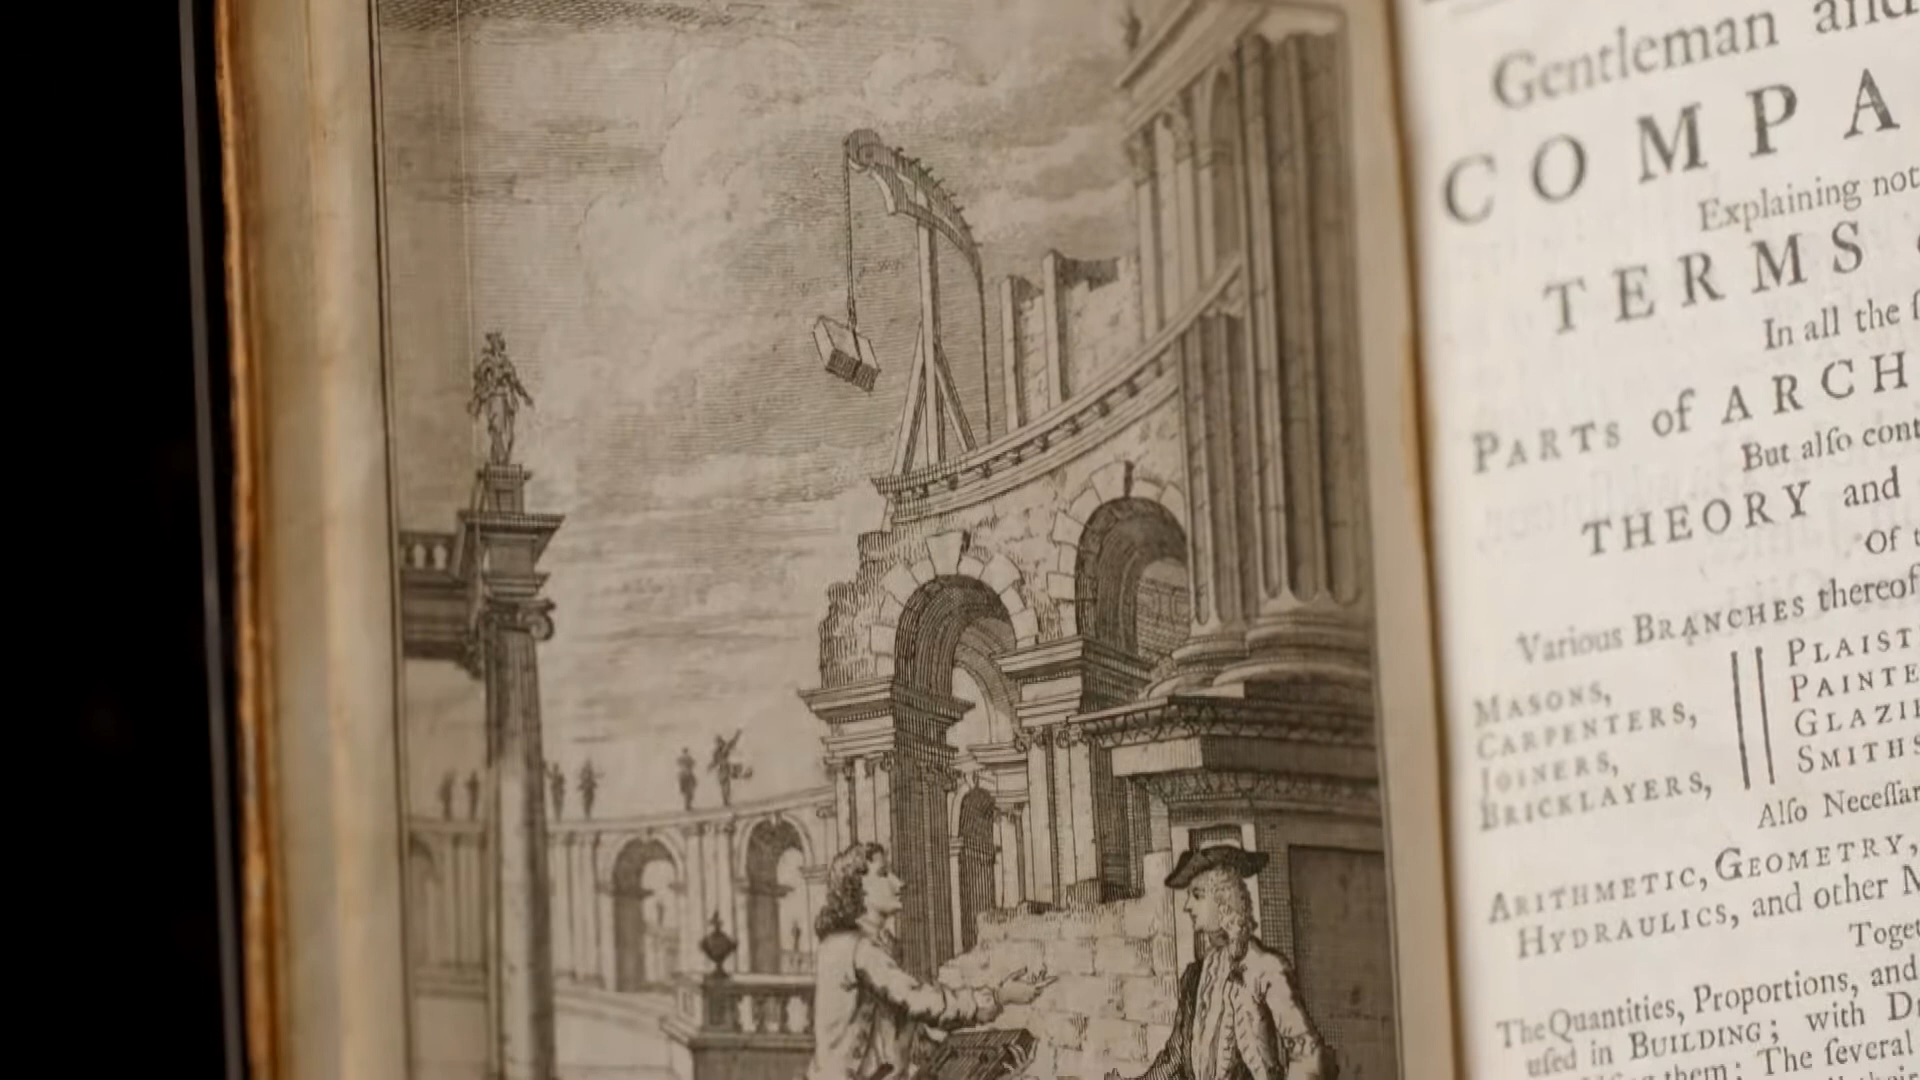 Gentleman and
COMPA
Explaining not
TERMS
In all the ſ
PARTS of ARCH
But alſo cont
THEORY and
Of t
Various BRANCHES thereof
MASONS,
CARPENTERS,
JOINERS,
BRICKLAYERS,
PLAIST
PAINTE
GLAZIE
SMITHS
Alſo Neceſſar
ARITHMETIC, GEOMETRY,
HYDRAULICS, and other M
Toget
The Quantities, Proportions, and
uſed in BUILDING; with D
them: The ſeveral